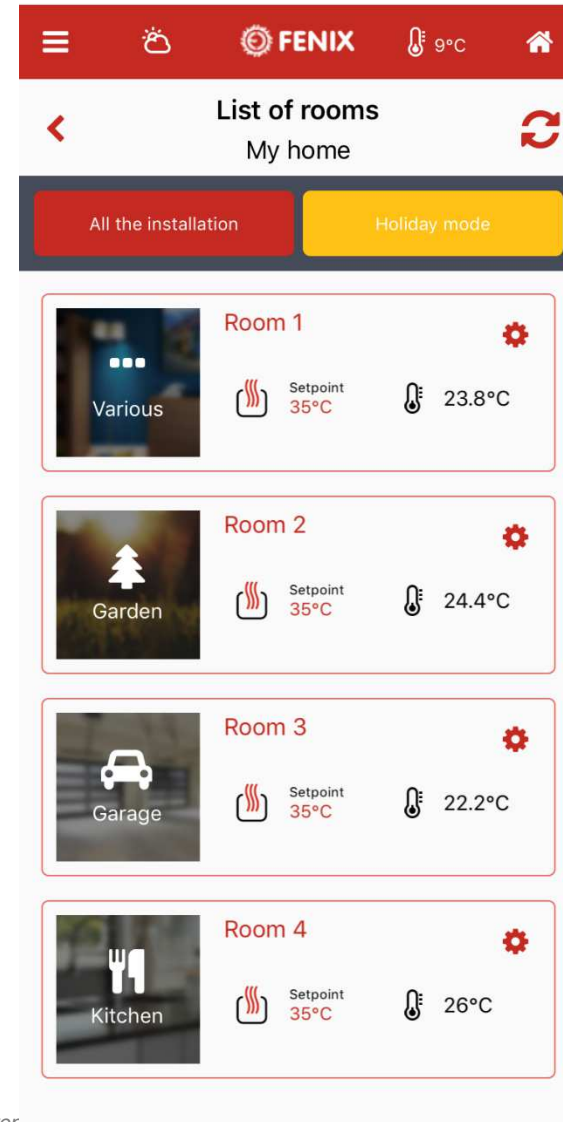 FENIX 9°C
List of rooms
My home
All the installation Holiday mode
Room 1
Various
Setpoint
35°C
23.8°C
Room 2
Garden
Setpoint
35°C
24.4°C
Room 3
Garage
Setpoint
35°C
22.2°C
Room 4
Kitchen
Setpoint
35°C
26°C